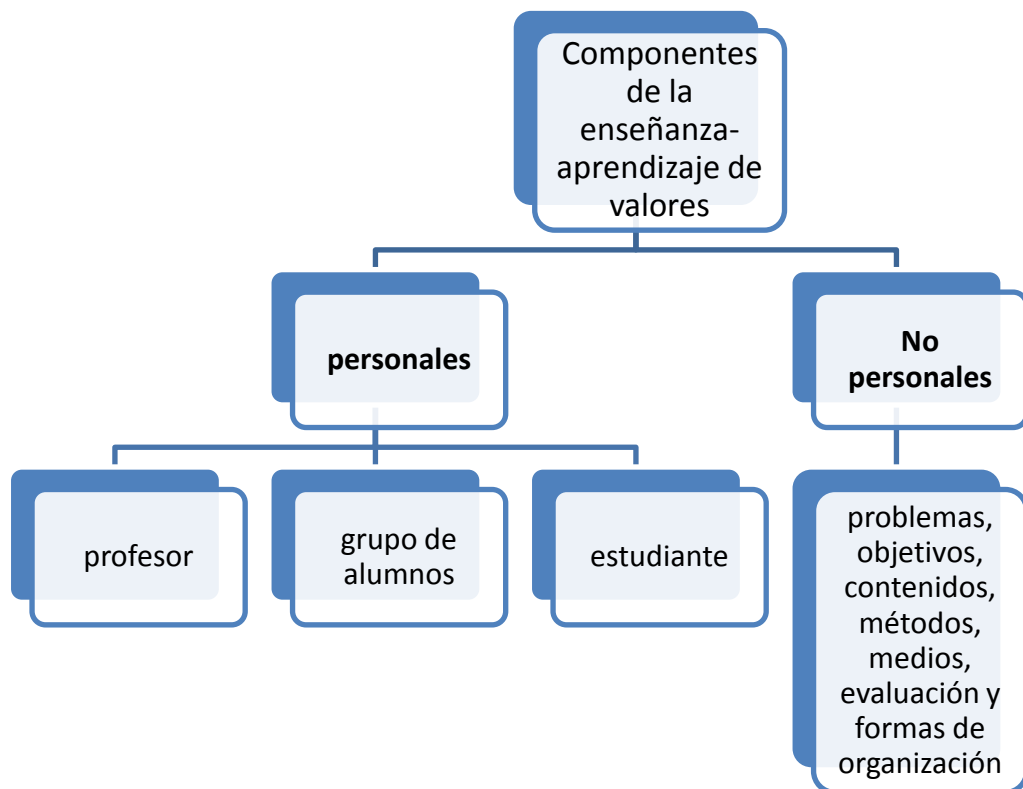 Componentes
de la
enseñanza-
aprendizaje de
valores
personales
No
personales
profesor
grupo de
alumnos
estudiante
problemas,
objetivos,
contenidos,
métodos,
medios,
evaluación y
formas de
organización